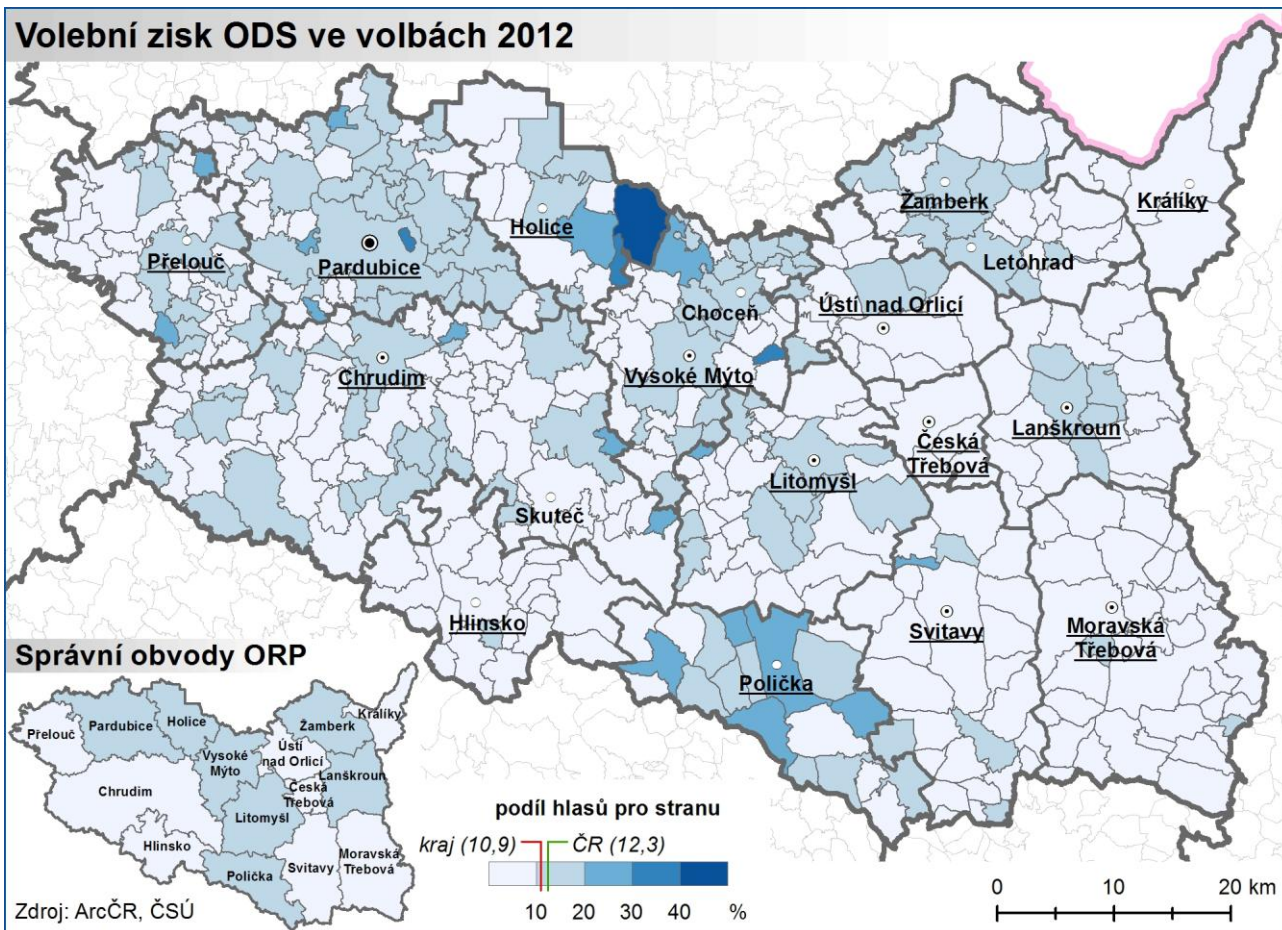 Volební zisk ODS ve volbách 2012
Žamberk
Králíky
Holice
Přelouč
Pardubice
Letohrad
Choceň
Ústí nad Orlicí
Chrudim
Vysoké Mýto
Lanškroun
Česká
Třebová
Litomyšl
Skuteč
Hlinsko
Svitavy
Moravská
Třebová
Polička
Správní obvody ORP
Přelouč
Pardubice
Holice
Žamberk
Králíky
Vysoké
Mýto
Ústí
nad Orlicí
Lanškroun
Česká
Třebová
Chrudim
Litomyšl
Hlinsko
Svitavy
Moravská
Třebová
Polička
podíl hlasů pro stranu
kraj (10,9)
ČR (12,3)
10 20 30 40 %
0 10 20 km
Zdroj: ArcČR, ČSÚ